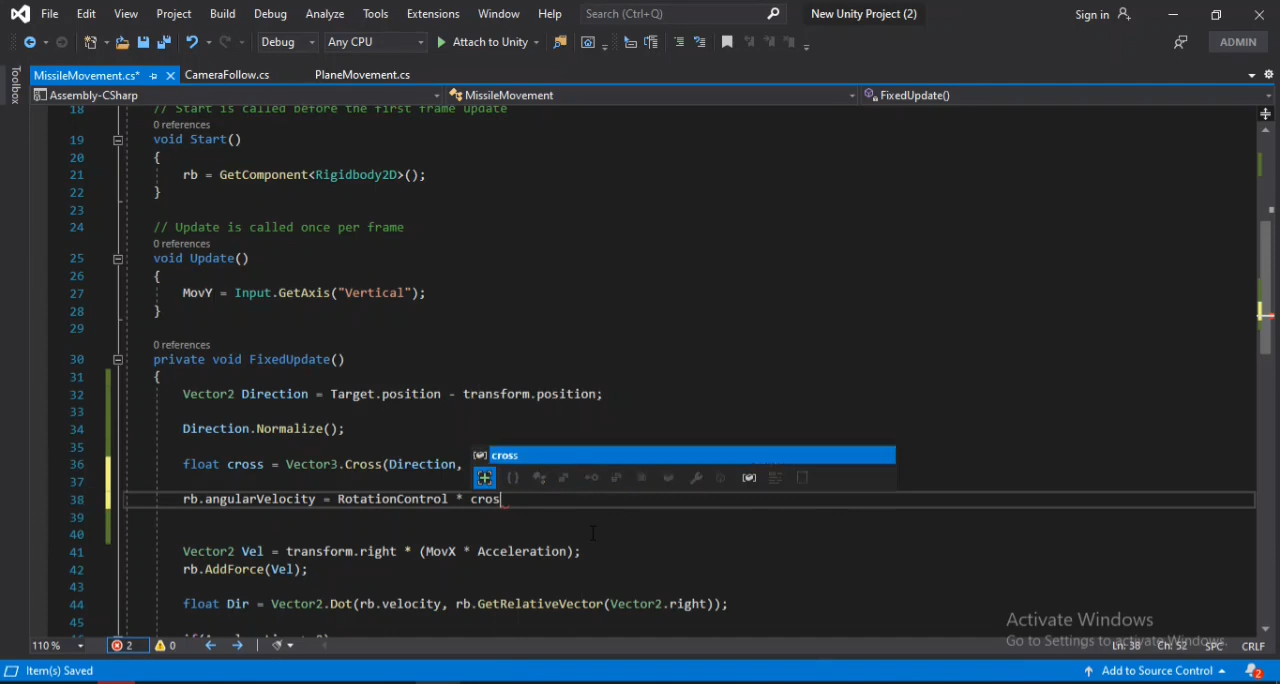 File Edit View Project Build Debug Analyze Tools Extensions Window Help Search (Ctrl+Q) New Unity Project (2) Sign in
Debug Any CPU Attach to Unity ADMIN
Toolbox
MissileMovement.cs* CameraFollow.cs PlaneMovement.cs
Assembly-CSharp MissileMovement FixedUpdate()
18 // Start is called before the first frame update
0 references
19 void Start()
20 {
21 rb = GetComponent<Rigidbody2D>();
22 }
23
24 // Update is called once per frame
0 references
25 void Update()
26 {
27 MovY = Input.GetAxis("Vertical");
28 }
29
0 references
30 private void FixedUpdate()
31 {
32 Vector2 Direction = Target.position - transform.position;
33
34 Direction.Normalize();
35
cross
36 float cross = Vector3.Cross(Direction,
37
38 rb.angularVelocity = RotationControl * cros
39
40
41 Vector2 Vel = transform.right * (MovX * Acceleration);
42 rb.AddForce(Vel);
43
44 float Dir = Vector2.Dot(rb.velocity, rb.GetRelativeVector(Vector2.right));
45
Activate Windows
Go to Settings to activate Windows.
110 % 2 0 Ln: 38 Ch: 52 SPC CRLF
Item(s) Saved Add to Source Control 2